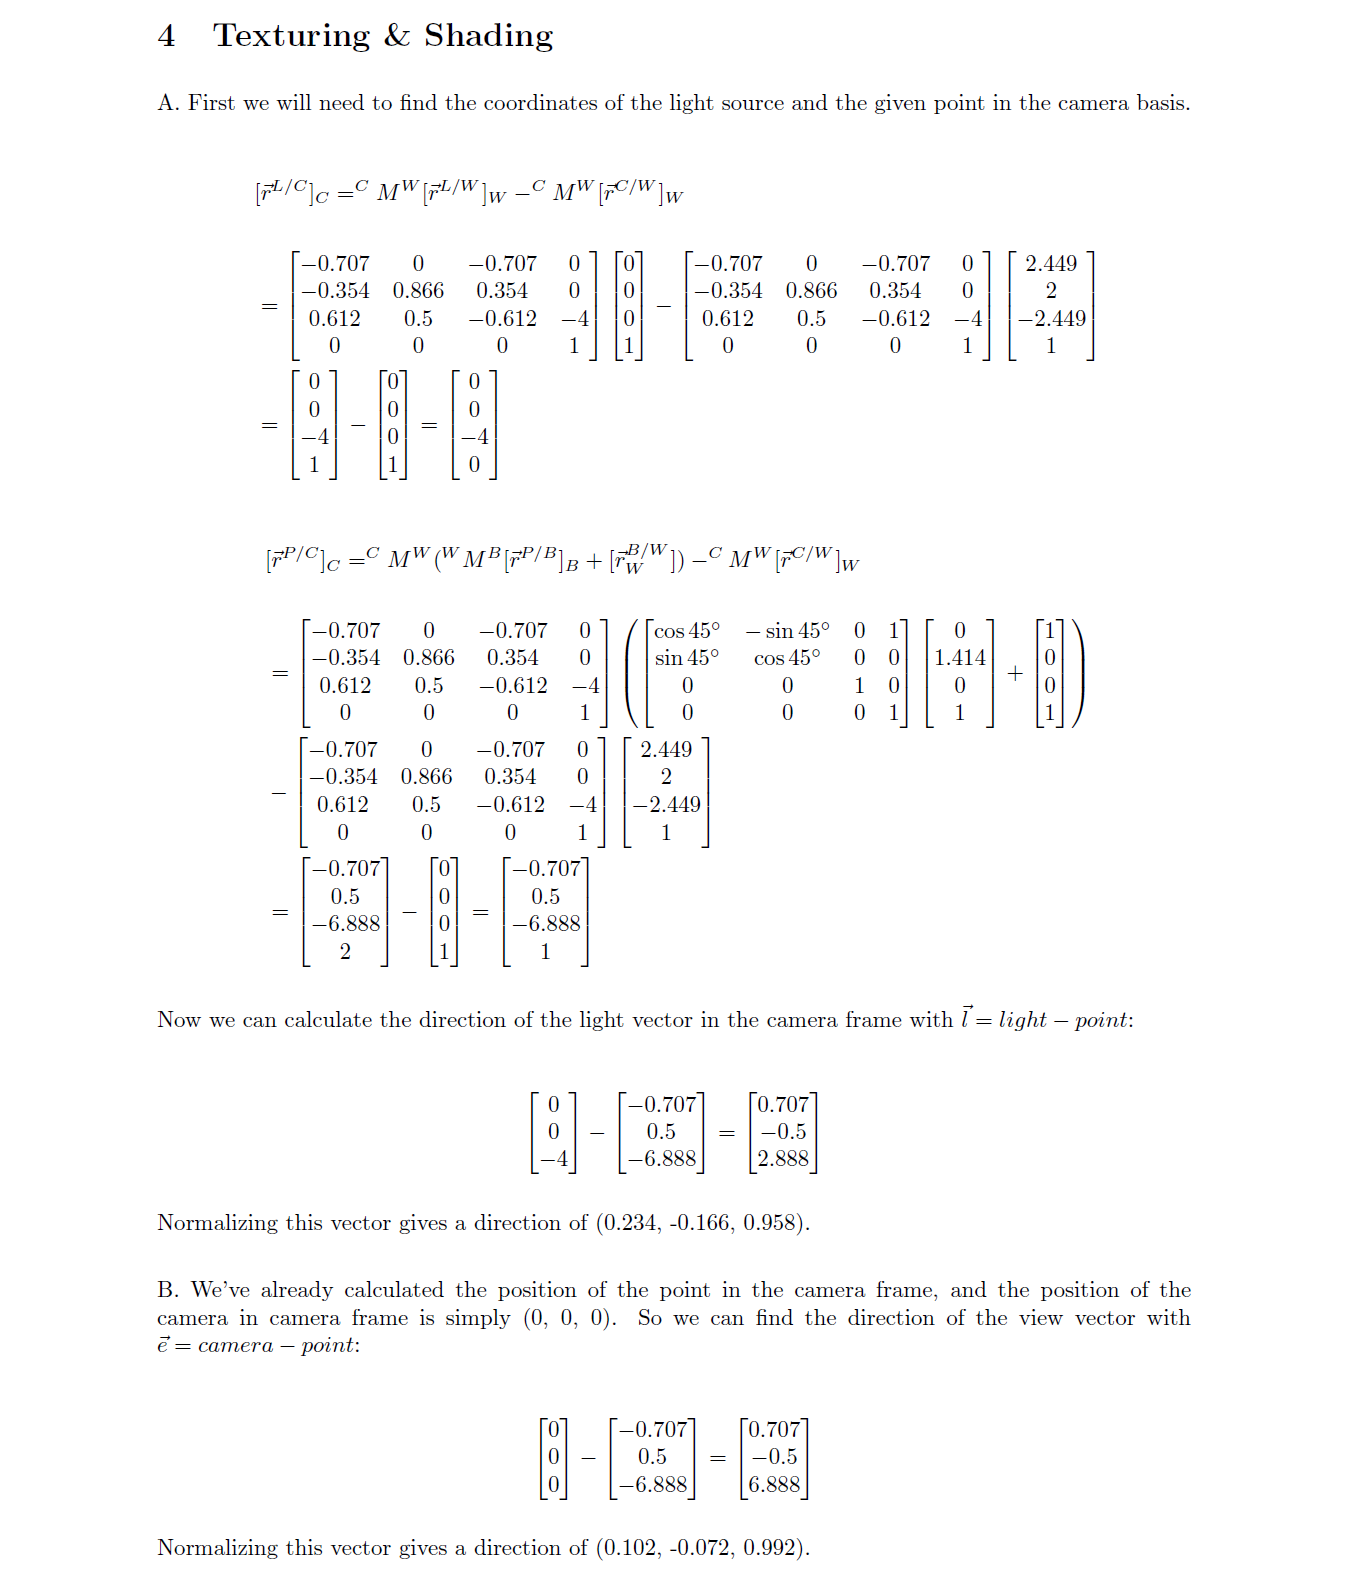 4 Texturing & Shading
A. First we will need to find the coordinates of the light source and the given point in the camera basis.
$[\vec{r}^{L/C}]_C =^C M^W [\vec{r}^{L/W}]_W -^C M^W [\vec{r}^{C/W}]_W$
$= \begin{bmatrix} -0.707 & 0 & -0.707 & 0 \\ -0.354 & 0.866 & 0.354 & 0 \\ 0.612 & 0.5 & -0.612 & -4 \\ 0 & 0 & 0 & 1 \end{bmatrix} \begin{bmatrix} 0 \\ 0 \\ 0 \\ 1 \end{bmatrix} - \begin{bmatrix} -0.707 & 0 & -0.707 & 0 \\ -0.354 & 0.866 & 0.354 & 0 \\ 0.612 & 0.5 & -0.612 & -4 \\ 0 & 0 & 0 & 1 \end{bmatrix} \begin{bmatrix} 2.449 \\ 2 \\ -2.449 \\ 1 \end{bmatrix}$
$= \begin{bmatrix} 0 \\ 0 \\ -4 \\ 1 \end{bmatrix} - \begin{bmatrix} 0 \\ 0 \\ 0 \\ 1 \end{bmatrix} = \begin{bmatrix} 0 \\ 0 \\ -4 \\ 0 \end{bmatrix}$
$[\vec{r}^{P/C}]_C =^C M^W (^W M^B [\vec{r}^{P/B}]_B + [\vec{r}_W^{B/W}]) -^C M^W [\vec{r}^{C/W}]_W$
$= \begin{bmatrix} -0.707 & 0 & -0.707 & 0 \\ -0.354 & 0.866 & 0.354 & 0 \\ 0.612 & 0.5 & -0.612 & -4 \\ 0 & 0 & 0 & 1 \end{bmatrix} \left( \begin{bmatrix} \cos 45° & -\sin 45° & 0 & 1 \\ \sin 45° & \cos 45° & 0 & 0 \\ 0 & 0 & 1 & 0 \\ 0 & 0 & 0 & 1 \end{bmatrix} \begin{bmatrix} 0 \\ 1.414 \\ 0 \\ 1 \end{bmatrix} + \begin{bmatrix} 1 \\ 0 \\ 0 \\ 1 \end{bmatrix} \right)$
$- \begin{bmatrix} -0.707 & 0 & -0.707 & 0 \\ -0.354 & 0.866 & 0.354 & 0 \\ 0.612 & 0.5 & -0.612 & -4 \\ 0 & 0 & 0 & 1 \end{bmatrix} \begin{bmatrix} 2.449 \\ 2 \\ -2.449 \\ 1 \end{bmatrix}$
$= \begin{bmatrix} -0.707 \\ 0.5 \\ -6.888 \\ 2 \end{bmatrix} - \begin{bmatrix} 0 \\ 0 \\ 0 \\ 1 \end{bmatrix} = \begin{bmatrix} -0.707 \\ 0.5 \\ -6.888 \\ 1 \end{bmatrix}$
Now we can calculate the direction of the light vector in the camera frame with $\vec{l} = light - point$:
$\begin{bmatrix} 0 \\ 0 \\ -4 \end{bmatrix} - \begin{bmatrix} -0.707 \\ 0.5 \\ -6.888 \end{bmatrix} = \begin{bmatrix} 0.707 \\ -0.5 \\ 2.888 \end{bmatrix}$
Normalizing this vector gives a direction of (0.234, -0.166, 0.958).
B. We've already calculated the position of the point in the camera frame, and the position of the
camera in camera frame is simply (0, 0, 0). So we can find the direction of the view vector with
$\vec{e} = camera - point$:
$\begin{bmatrix} 0 \\ 0 \\ 0 \end{bmatrix} - \begin{bmatrix} -0.707 \\ 0.5 \\ -6.888 \end{bmatrix} = \begin{bmatrix} 0.707 \\ -0.5 \\ 6.888 \end{bmatrix}$
Normalizing this vector gives a direction of (0.102, -0.072, 0.992).